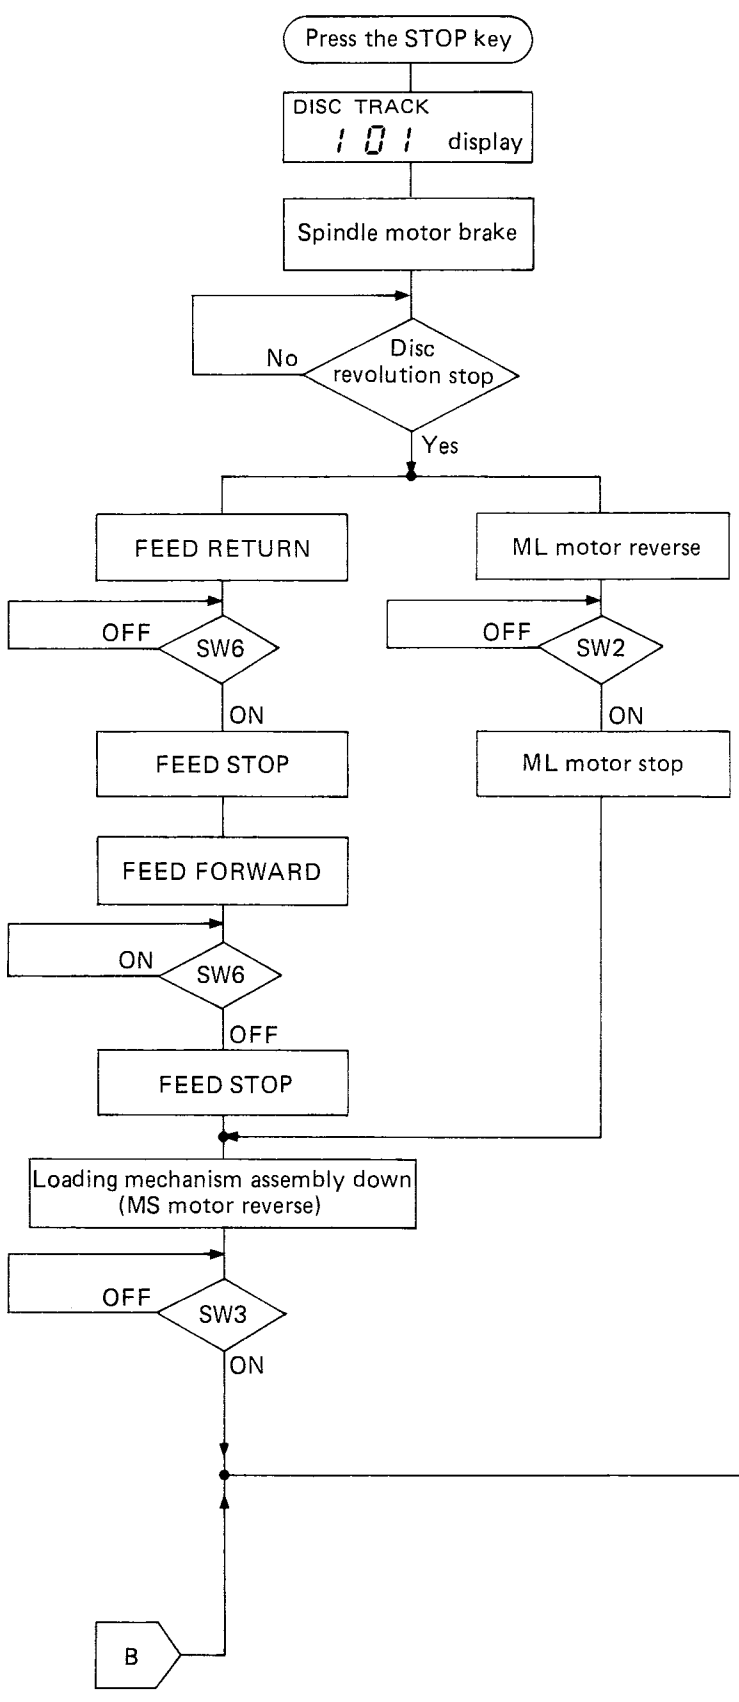 Press the STOP key
DISC TRACK
1 01 display
Spindle motor brake
Disc
revolution stop
No
Yes
FEED RETURN
ML motor reverse
OFF
SW6
OFF
SW2
ON
ON
FEED STOP
ML motor stop
FEED FORWARD
ON
SW6
OFF
FEED STOP
Loading mechanism assembly down
(MS motor reverse)
OFF
SW3
ON
B